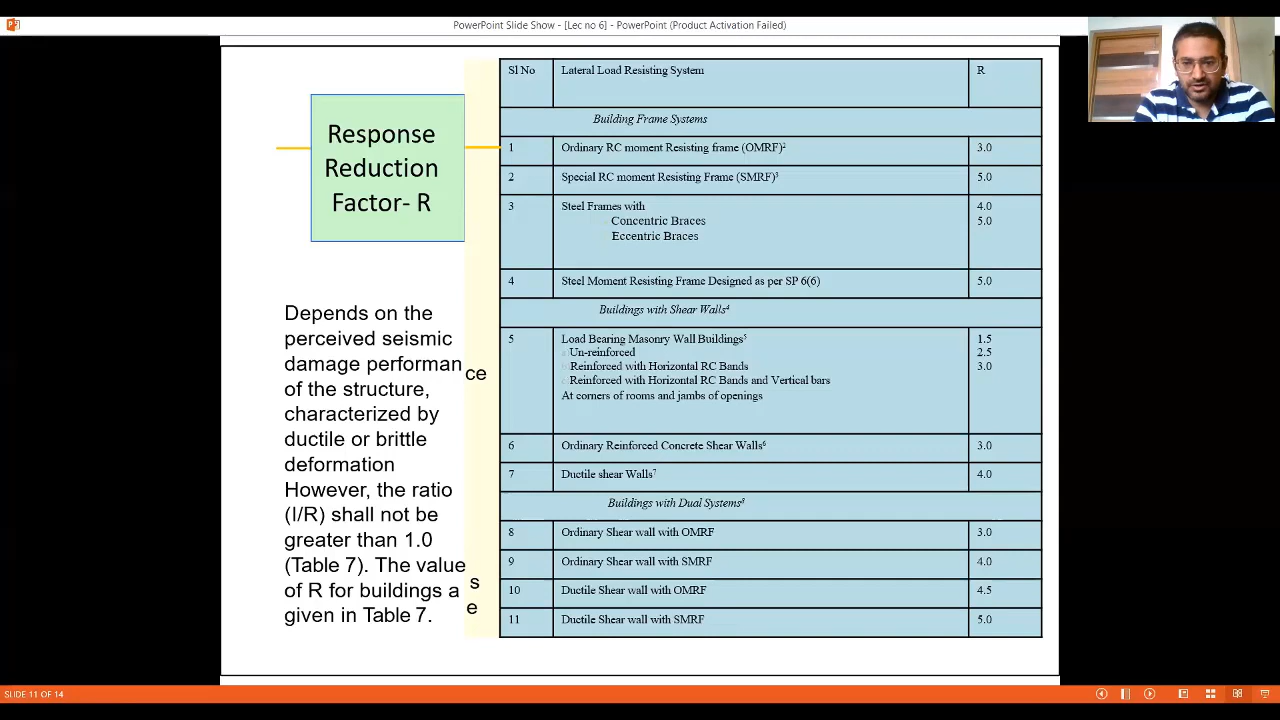 PowerPoint Slide Show - [Lec no 6] - PowerPoint (Product Activation Failed)
Response
Reduction
Factor- R
Depends on the
perceived seismic
damage performan ce
of the structure,
characterized by
ductile or brittle
deformation
However, the ratio
(I/R) shall not be
greater than 1.0
(Table 7). The value s
of R for buildings a e
given in Table 7.
Sl No Lateral Load Resisting System R
Building Frame Systems
1 Ordinary RC moment Resisting frame (OMRF)2 3.0
2 Special RC moment Resisting Frame (SMRF)3 5.0
3 Steel Frames with 4.0
Concentric Braces 5.0
Eccentric Braces
4 Steel Moment Resisting Frame Designed as per SP 6(6) 5.0
Buildings with Shear Walls4
5 Load Bearing Masonry Wall Buildings5 1.5
Un-reinforced 2.5
Reinforced with Horizontal RC Bands 3.0
Reinforced with Horizontal RC Bands and Vertical bars
At corners of rooms and jambs of openings
6 Ordinary Reinforced Concrete Shear Walls6 3.0
7 Ductile shear Walls7 4.0
Buildings with Dual Systems8
8 Ordinary Shear wall with OMRF 3.0
9 Ordinary Shear wall with SMRF 4.0
10 Ductile Shear wall with OMRF 4.5
11 Ductile Shear wall with SMRF 5.0
SLIDE 11 OF 14